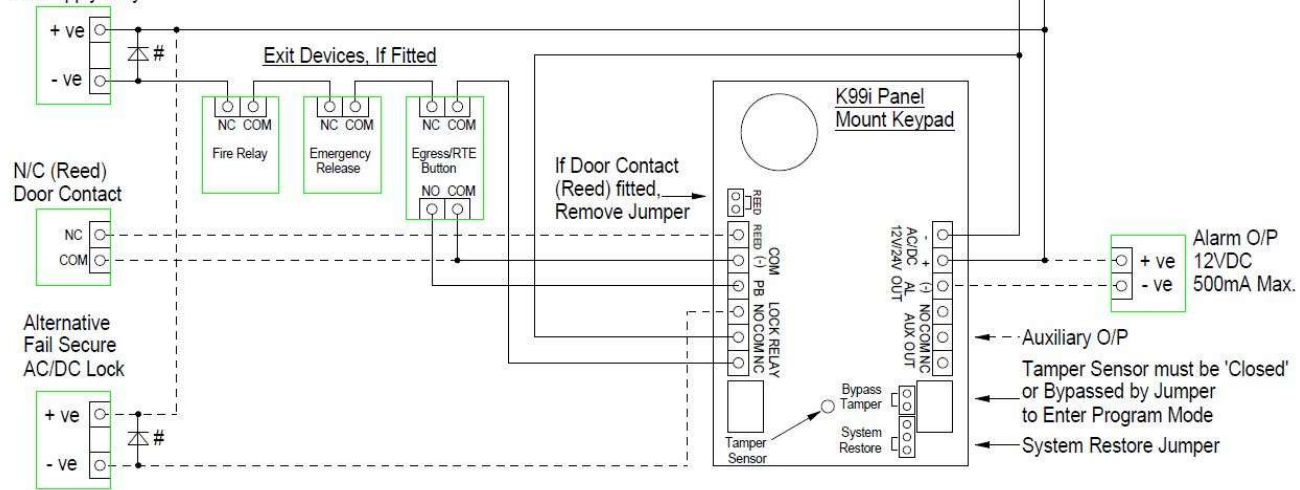 + ve
- ve
#
Exit Devices, If Fitted
NC COM
Fire Relay
NC COM
Emergency
Release
NC COM
Egress/RTE
Button
NO COM
K99i Panel
Mount Keypad
If Door Contact
(Reed) fitted,
Remove Jumper
N/C (Reed)
Door Contact
NC
COM
REED
REED (-) PB NO COM NC
COM LOCK RELAY
- + (-) NO COM NC
AC/DC AL AUX OUT
12V/24V OUT
+ ve
- ve
Alarm O/P
12VDC
500mA Max.
Auxiliary O/P
Tamper Sensor must be 'Closed'
or Bypassed by Jumper
to Enter Program Mode
System Restore Jumper
Bypass
Tamper
System
Restore
Tamper
Sensor
Alternative
Fail Secure
AC/DC Lock
+ ve
#
- ve